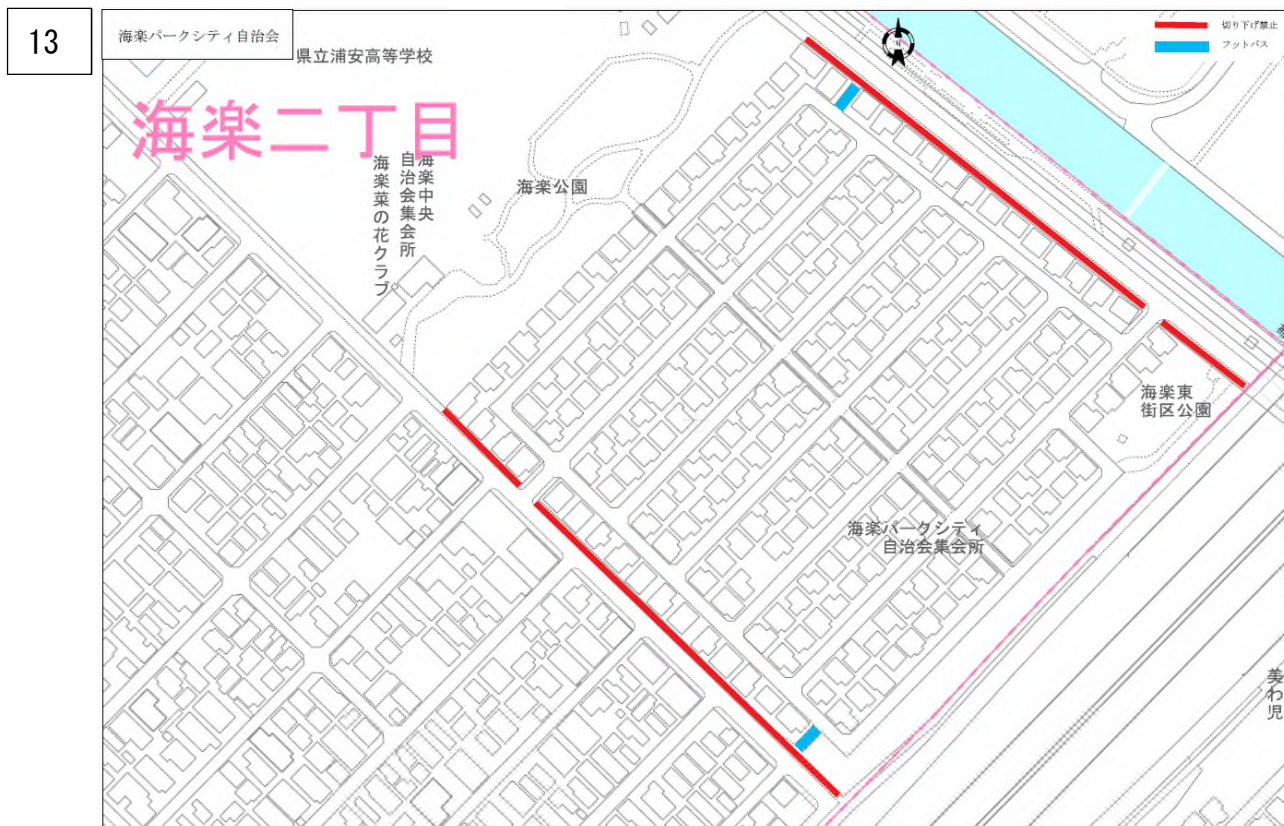 13
海楽パークシティ自治会
切り下げ禁止
フットパス
県立浦安高等学校
海楽二丁目
海楽中央
自治会集会所
海楽菜の花クラブ
海楽公園
海楽東
街区公園
海楽パークシティ
自治会集会所
美わ
児